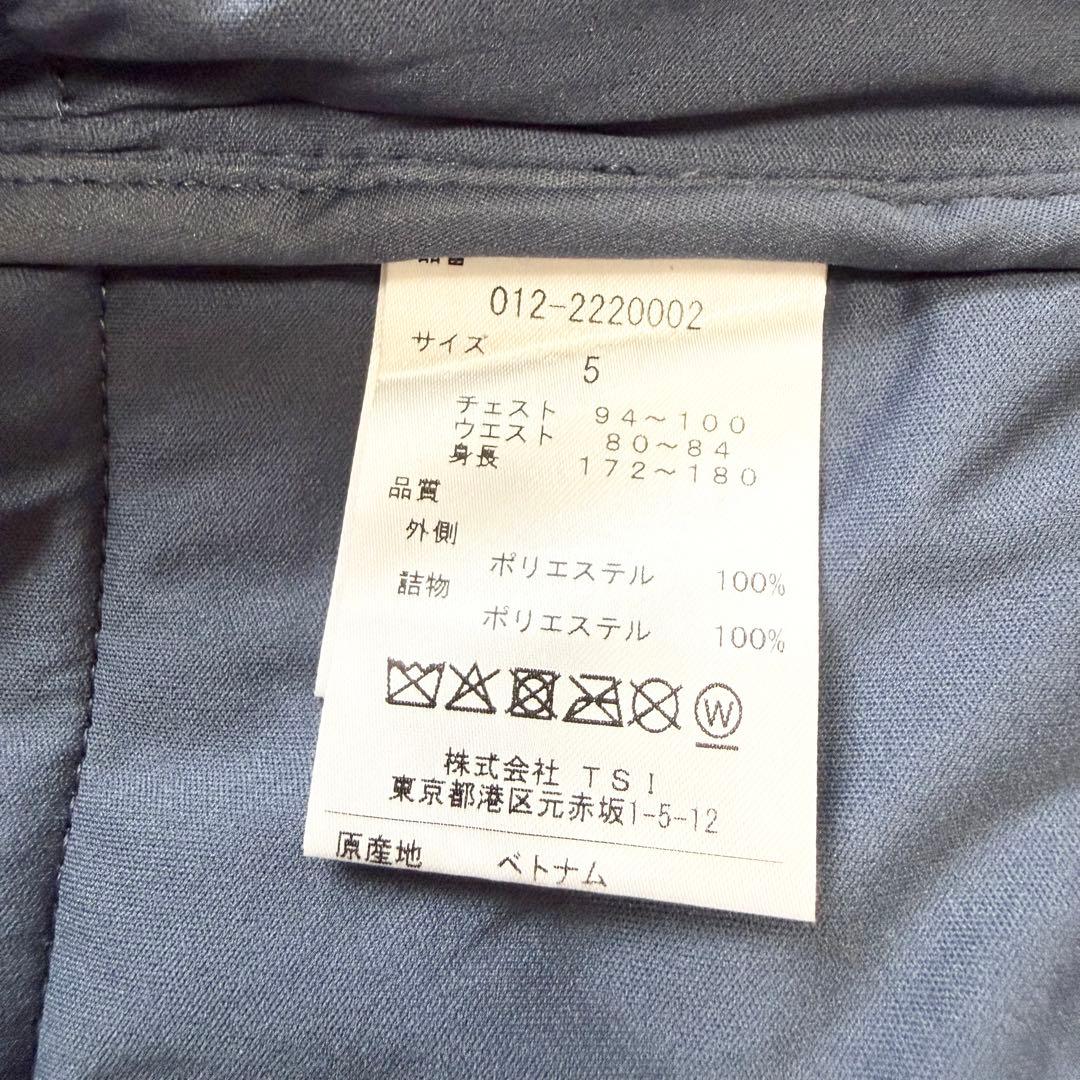 品番
012-2220002
サイズ
5
チェスト 94～100
ウエスト 80～84
身長 172～180
品質
外側
ポリエステル 100%
詰物
ポリエステル 100%
W
株式会社 TSI
東京都港区元赤坂1-5-12
原産地 ベトナム